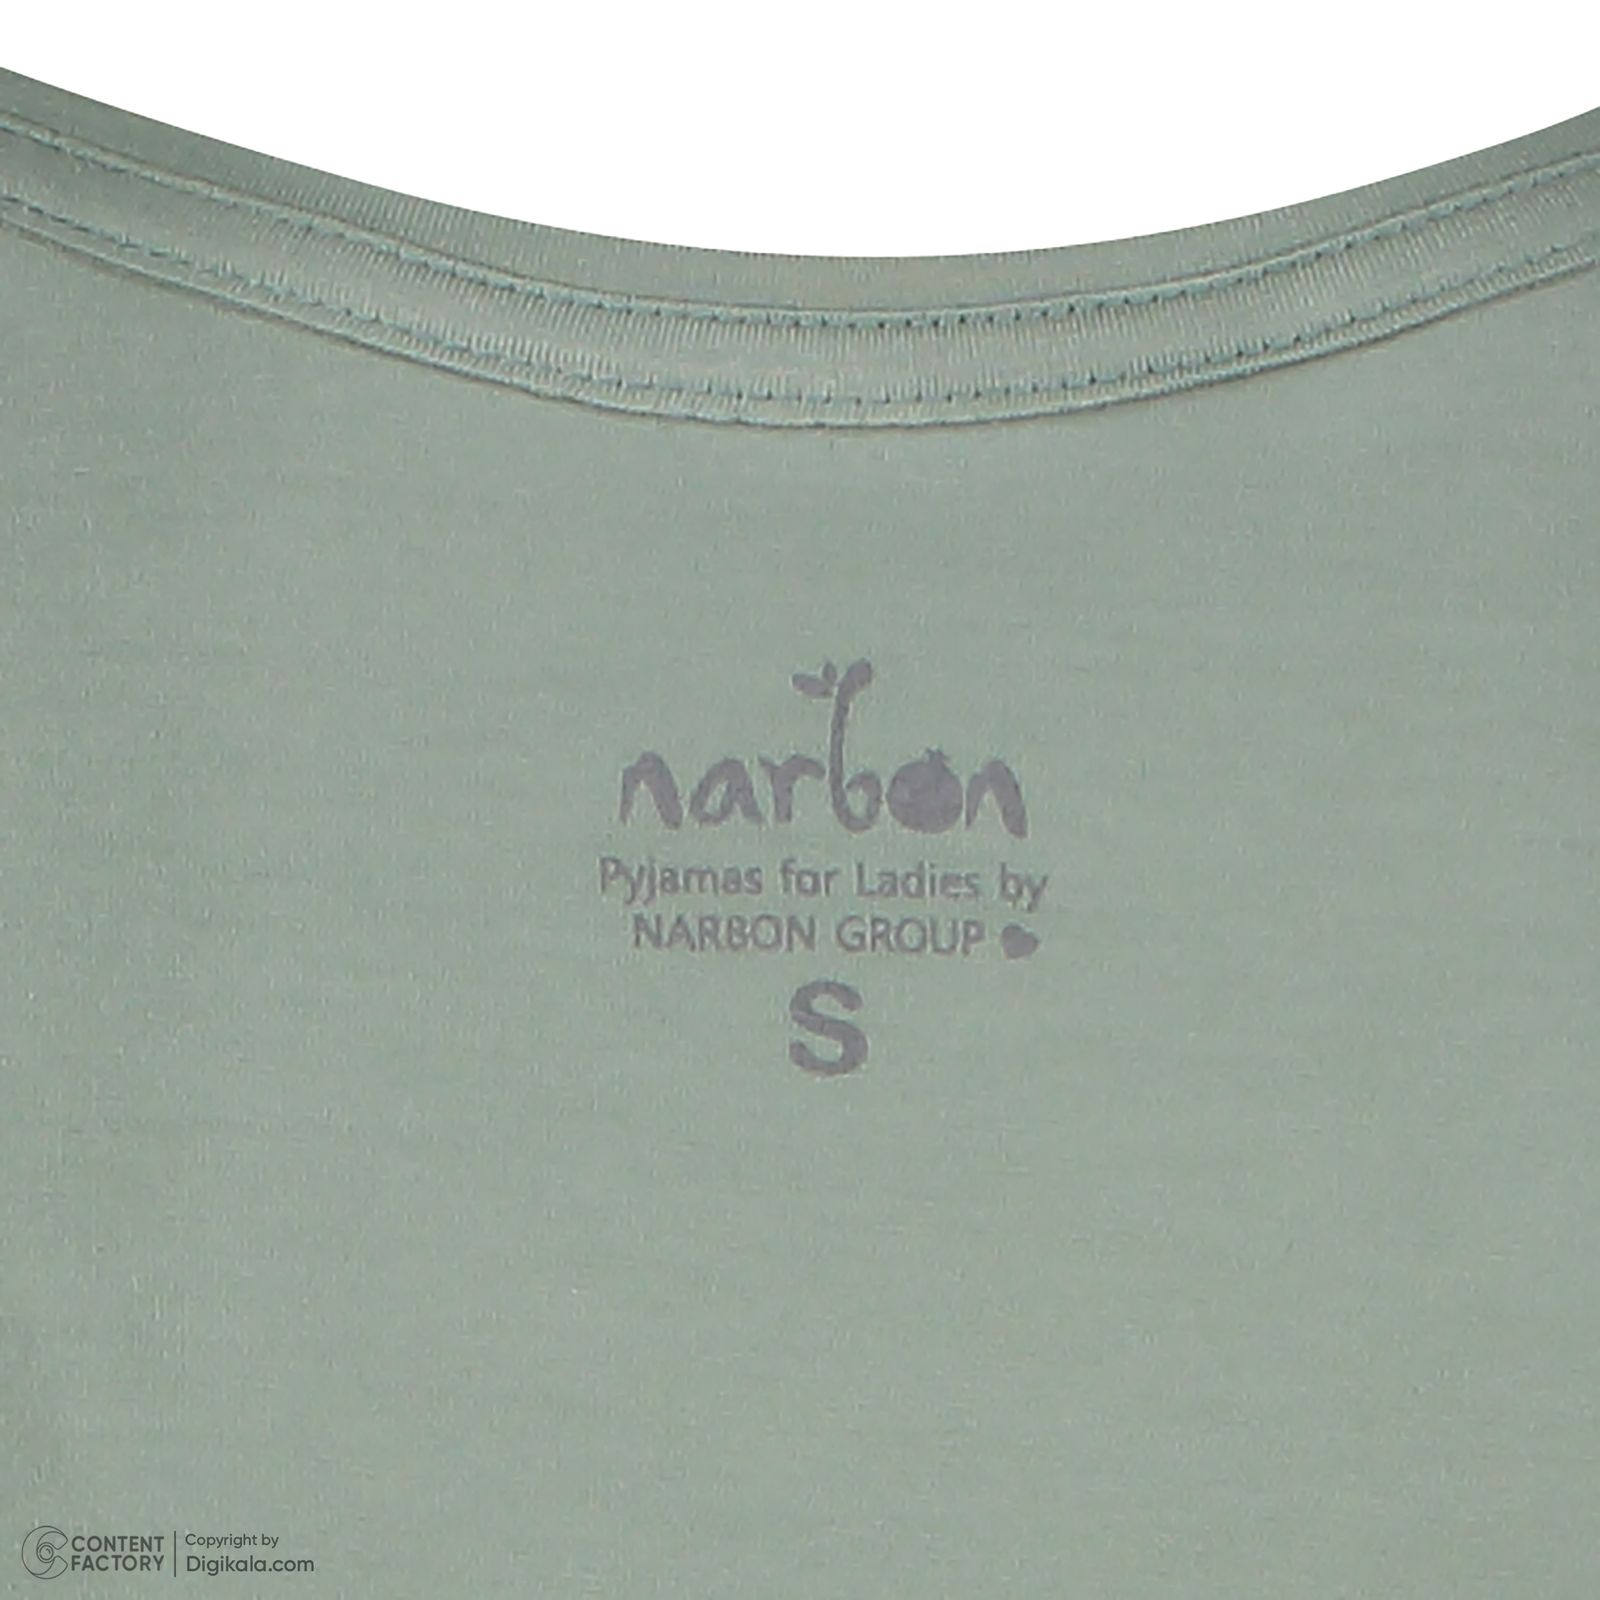 narbon
Pyjamas for Ladies by
NARBON GROUP
S
CONTENT FACTORY
Copyright by
Digikala.com